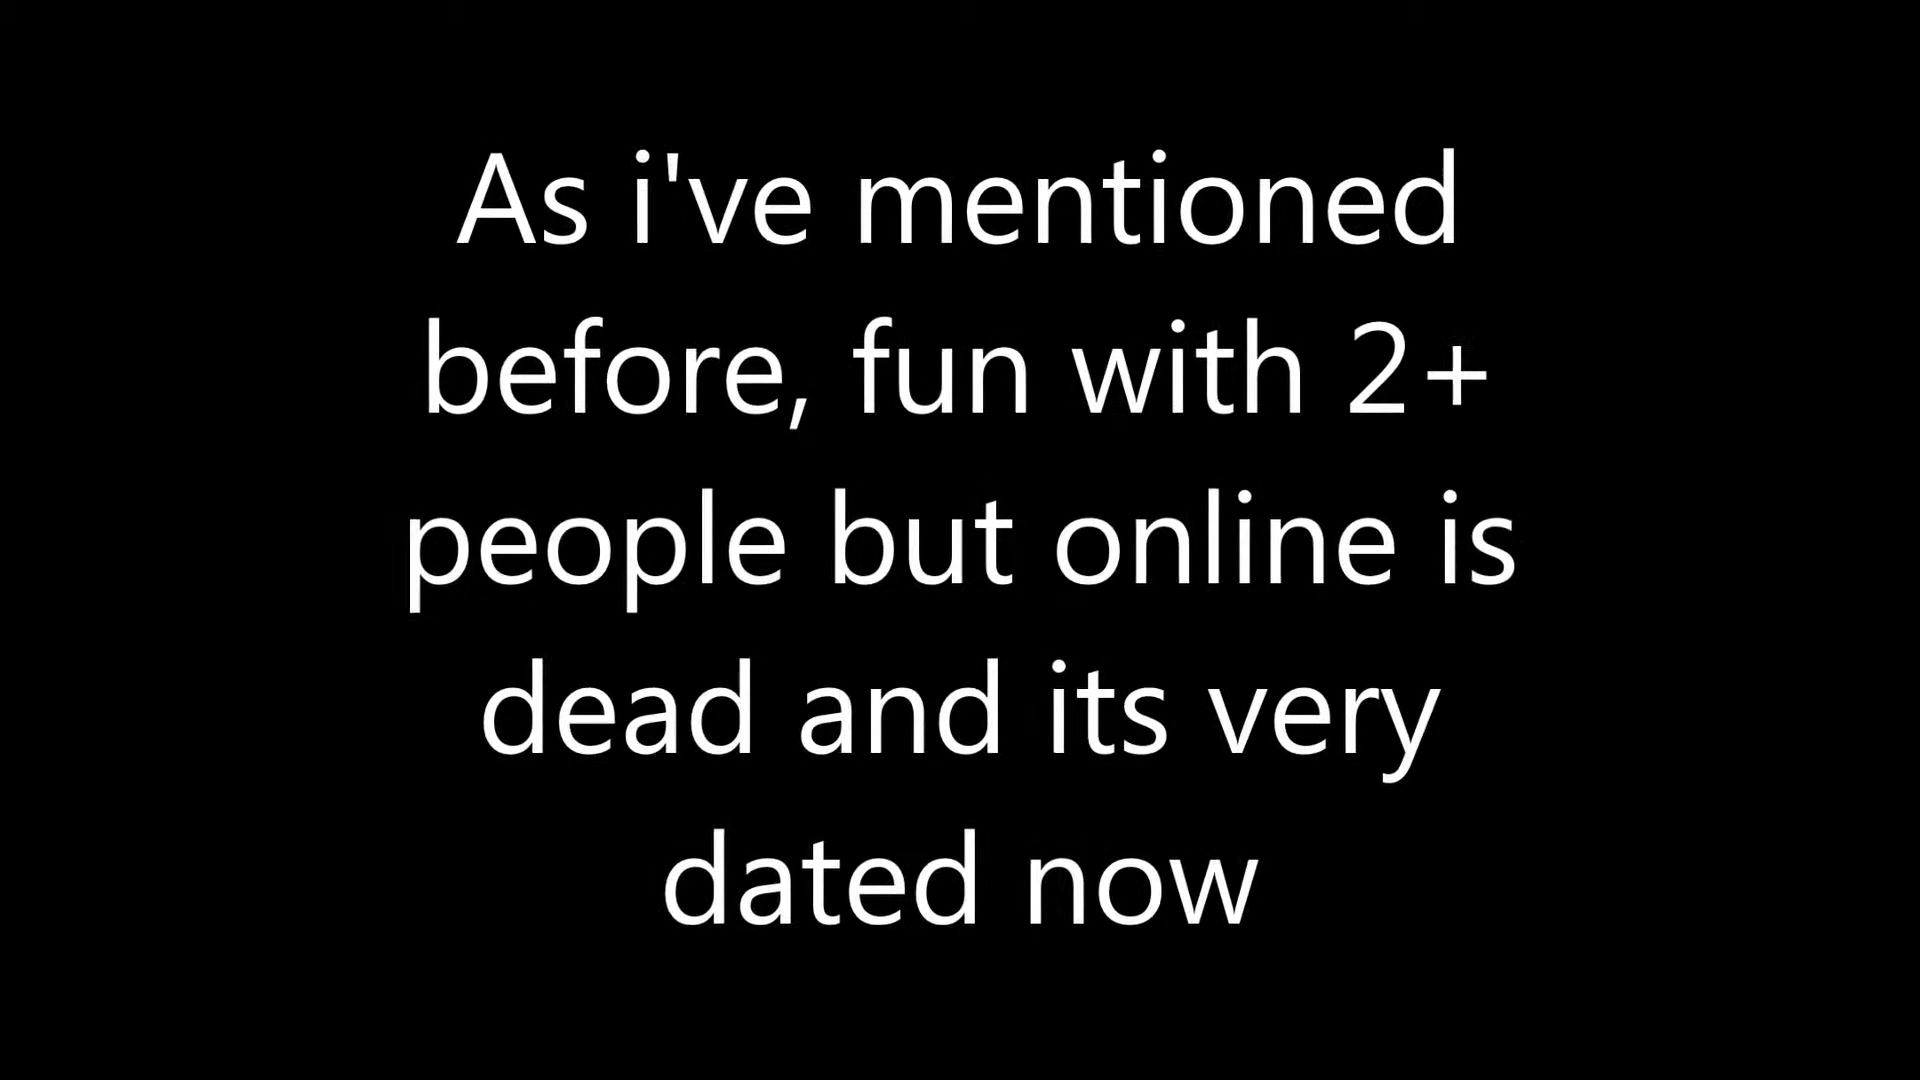 As i've mentioned
before, fun with 2+
people but online is
dead and its very
dated now